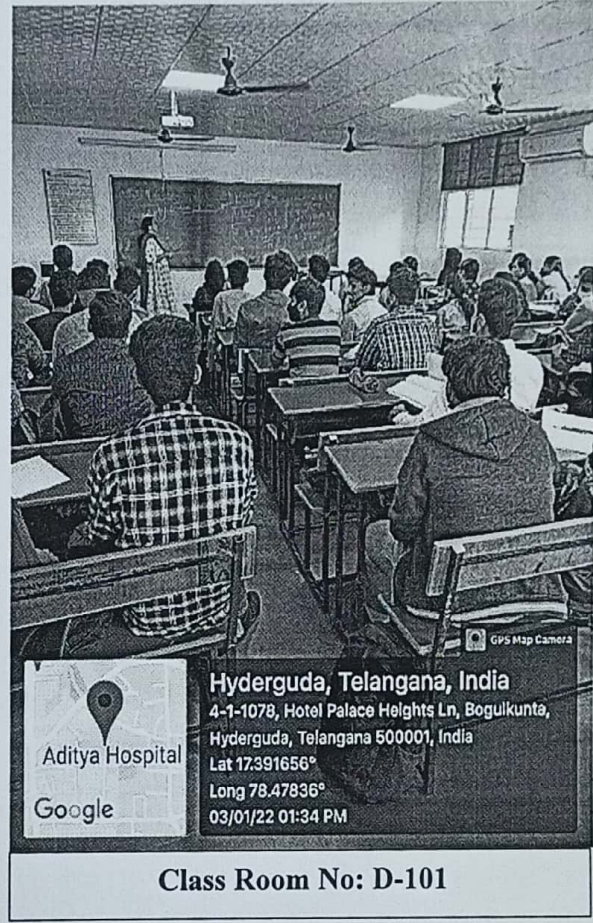 GPS Map Camera
Hyderguda, Telangana, India
4-1-1078, Hotel Palace Heights Ln, Bogulkunta,
Hyderguda, Telangana 500001, India
Lat 17.391656°
Long 78.47836°
03/01/22 01:34 PM
Aditya Hospital
Google
Class Room No: D-101